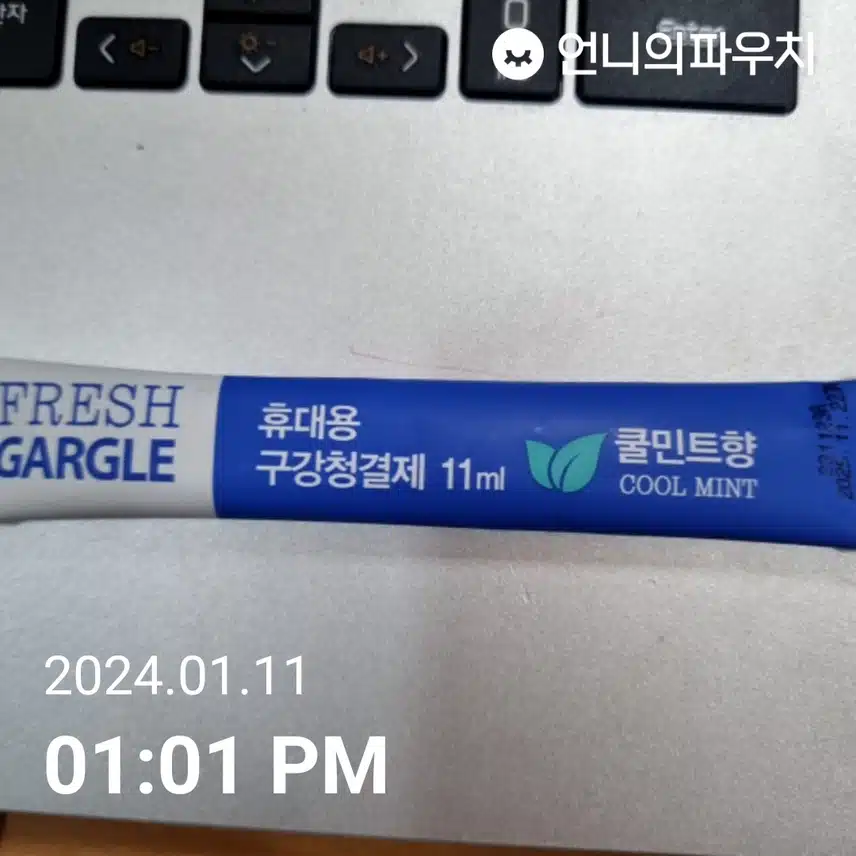 언니의파우치
FRESH
GARGLE
휴대용
구강청결제 11ml
쿨민트향
COOL MINT
2024.01.11
01:01 PM